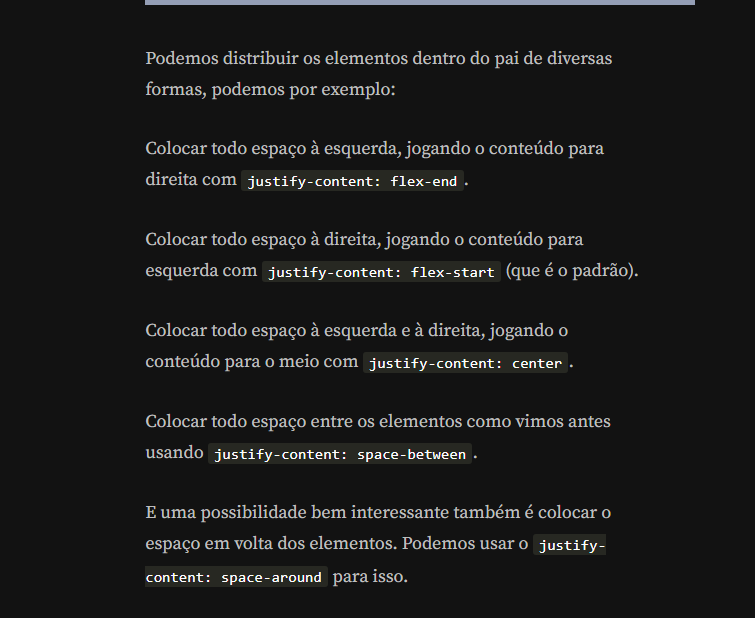 Podemos distribuir os elementos dentro do pai de diversas
formas, podemos por exemplo:
Colocar todo espaço à esquerda, jogando o conteúdo para
direita com justify-content: flex-end.
Colocar todo espaço à direita, jogando o conteúdo para
esquerda com justify-content: flex-start (que é o padrão).
Colocar todo espaço à esquerda e à direita, jogando o
conteúdo para o meio com justify-content: center.
Colocar todo espaço entre os elementos como vimos antes
usando justify-content: space-between.
E uma possibilidade bem interessante também é colocar o
espaço em volta dos elementos. Podemos usar o justify-
content: space-around para isso.